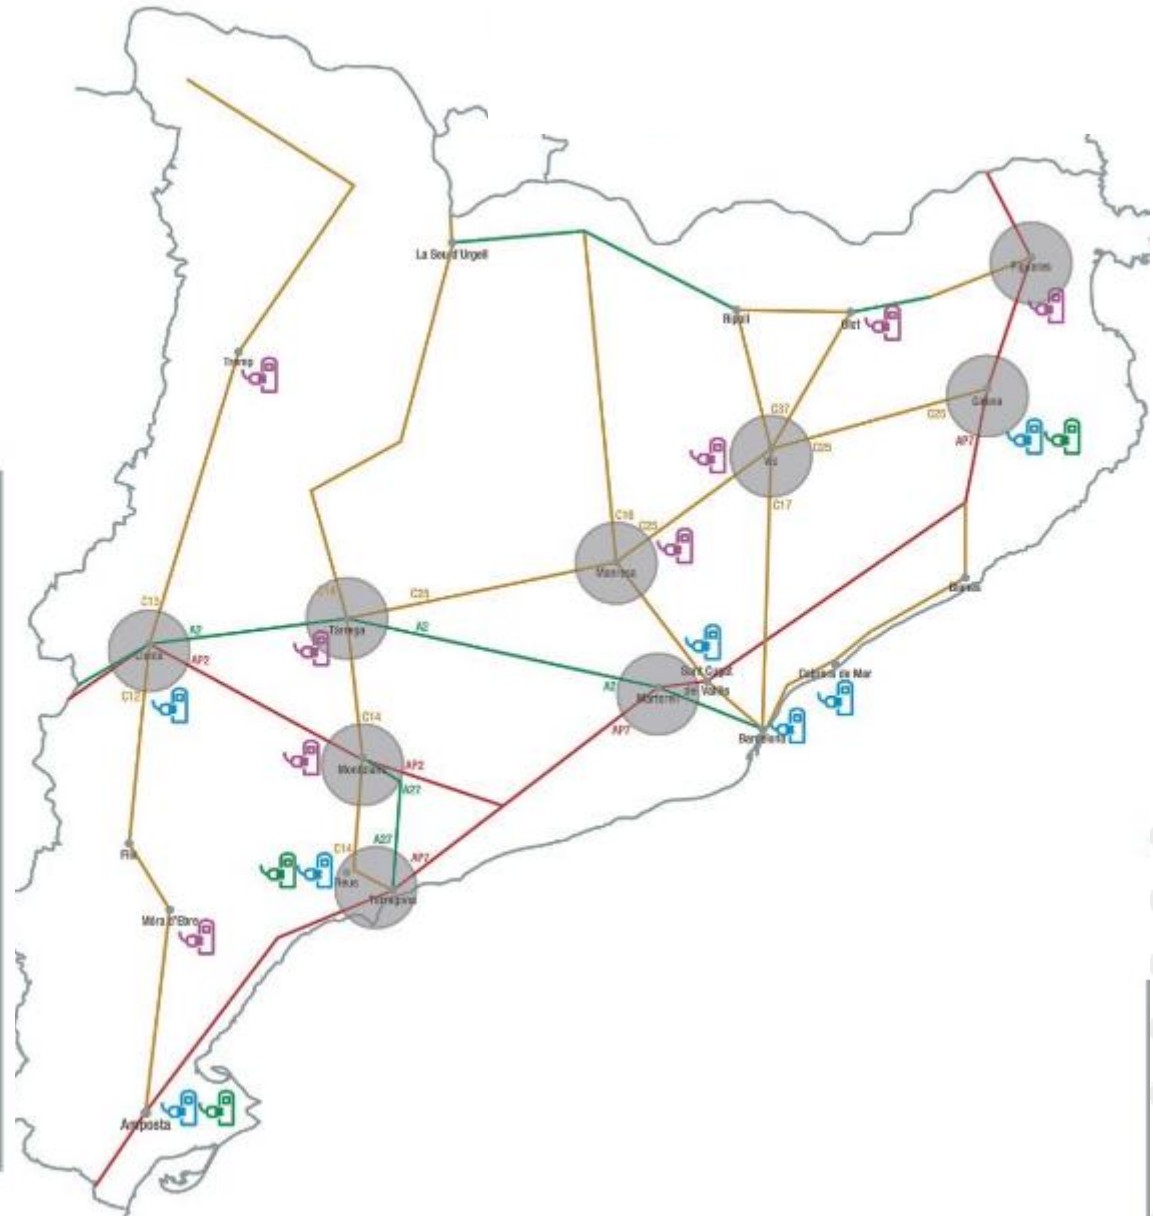 La Seu d'Urgell
Figueres
Ripoll
Olot
Tremp
Girona
C37
C25
C25
AP7
Vic
C17
C16
C25
Manresa
Blanes
C14
C25
C13
Tàrrega
A2
A2
Lleida
AP2
Sant Cugat
del Vallès
Cabrera de Mar
A2
Martorell
C12
AP7
Barcelona
C14
AP2
Montblanc
A27
A27
C14
AP7
Flix
Reus
Tarragona
Móra d'Ebre
Amposta